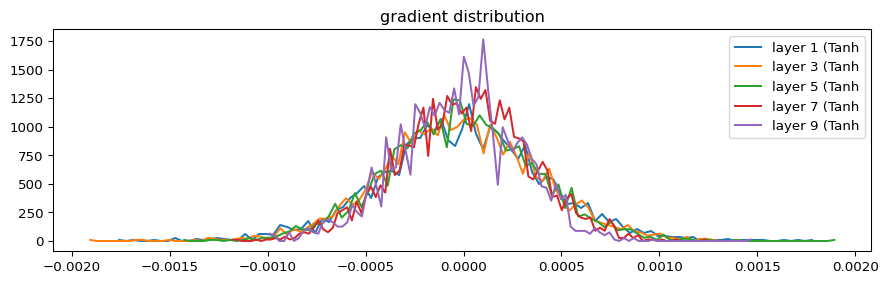 gradient distribution
1750
1500
1250
1000
750
500
250
0
layer 1 (Tanh
layer 3 (Tanh
layer 5 (Tanh
layer 7 (Tanh
layer 9 (Tanh
−0.0020 −0.0015 −0.0010 −0.0005 0.0000 0.0005 0.0010 0.0015 0.0020